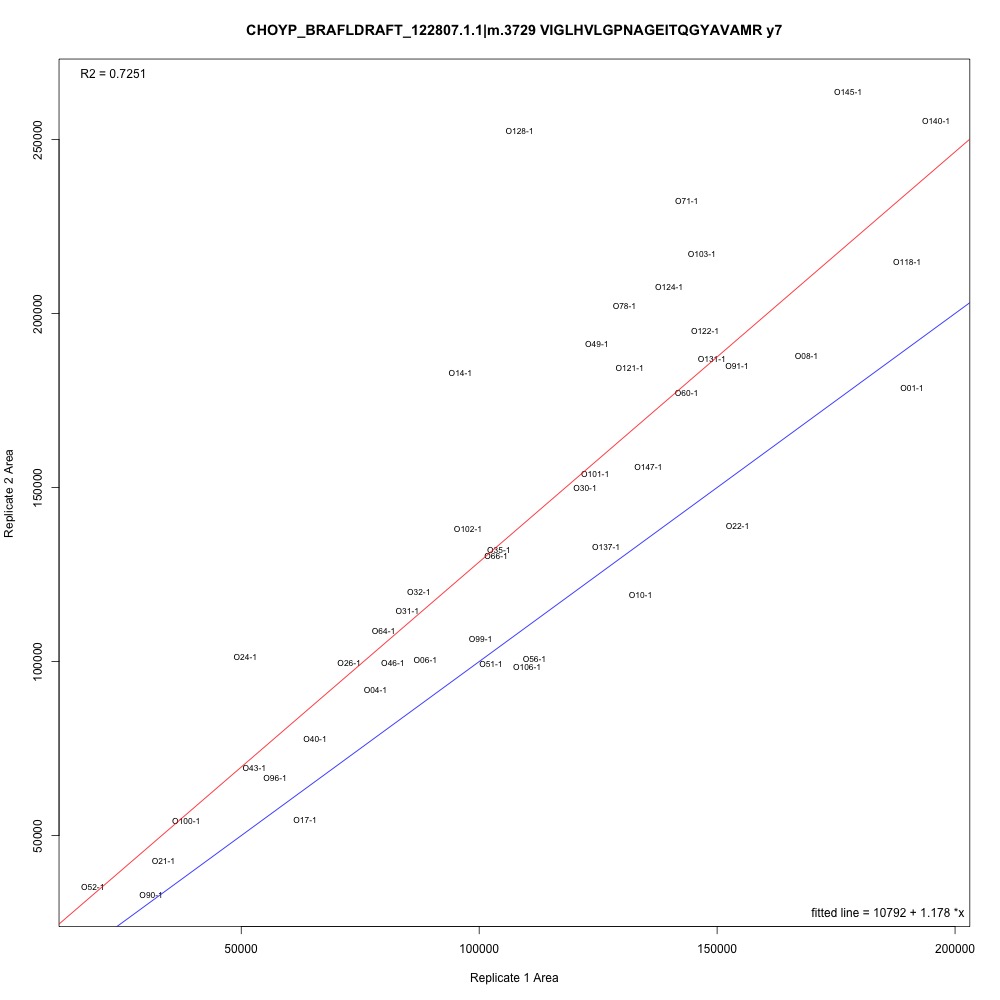 CHOYP_BRAFLDRAFT_122807.1.1|m.3729 VIGLHVLGPNAGEITQGYAVAMR y7
R2 = 0.7251
O145-1
O140-1
O128-1
O71-1
O103-1
O118-1
O124-1
O78-1
O122-1
O49-1
O08-1
O131-1
O91-1
O121-1
O14-1
O01-1
O60-1
O147-1
O101-1
O30-1
O102-1
O22-1
O137-1
O35-1
O66-1
O32-1
O10-1
O31-1
O64-1
O99-1
O24-1
O06-1
O56-1
O26-1
O46-1
O51-1
O106-1
O04-1
O40-1
O43-1
O96-1
O100-1
O17-1
O21-1
O52-1
O90-1
fitted line = 10792 + 1.178 *x
250000
200000
150000
100000
50000
Replicate 2 Area
50000 100000 150000 200000
Replicate 1 Area